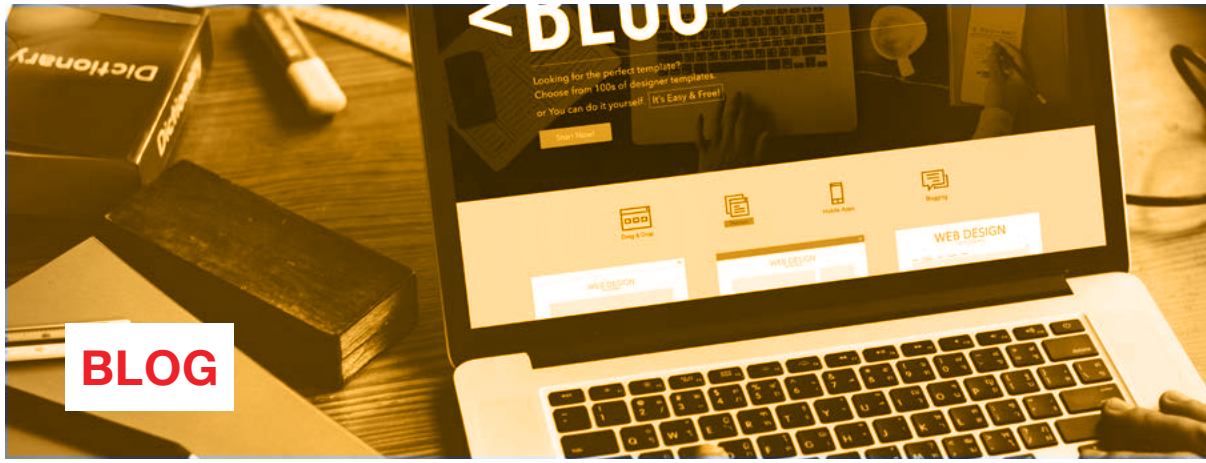 Dictionary
Dictionary
<BLOG>
Looking for the perfect template?
Choose from 100s of designer templates.
or You can do it yourself. It's Easy & Free!
Start Now!
Drag & Drop
Mobile Apps
Blogging
WEB DESIGN
WEB DESIGN
WEB DESIGN
BLOG
delete
Q W E R T Y U I O P